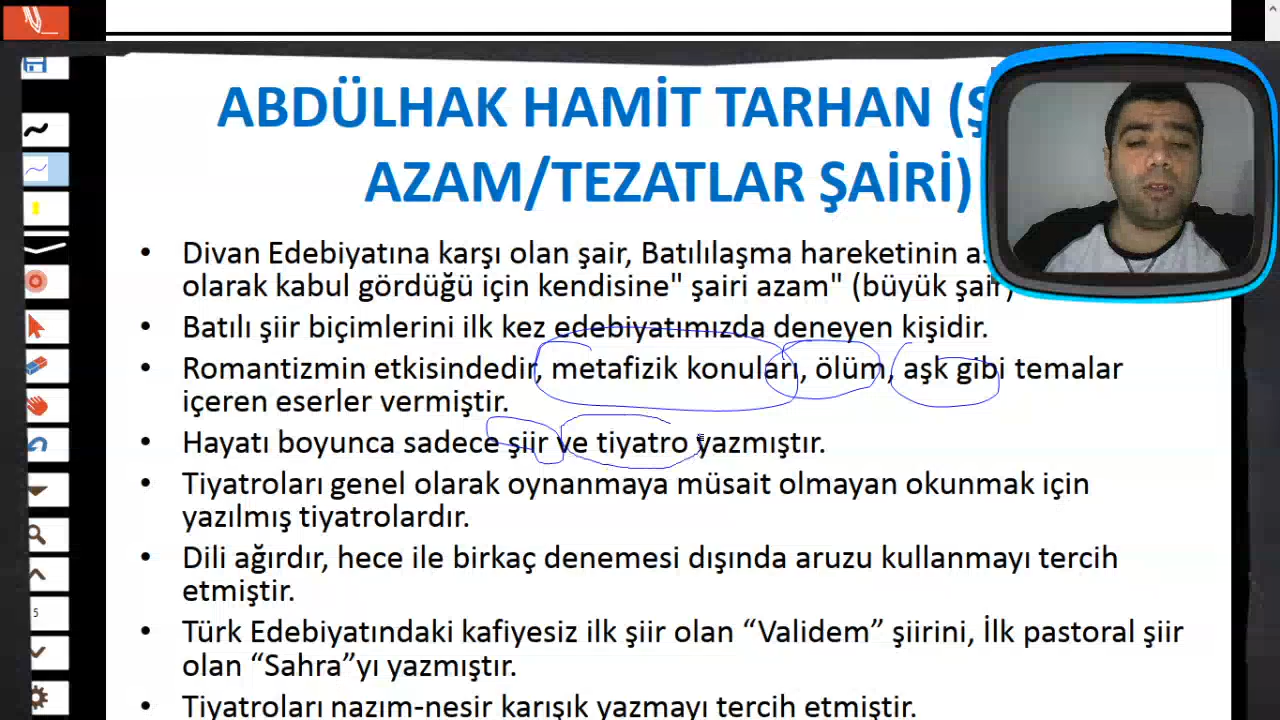 ABDÜLHAK HAMİT TARHAN (Ş
AZAM/TEZATLAR ŞAİRİ)
• Divan Edebiyatına karşı olan şair, Batılılaşma hareketinin
olarak kabul gördüğü için kendisine" şairi azam" (büyük şair)
• Batılı şiir biçimlerini ilk kez edebiyatımızda deneyen kişidir.
• Romantizmin etkisindedir, metafizik konuları, ölüm, aşk gibi temalar
içeren eserler vermiştir.
• Hayatı boyunca sadece şiir ve tiyatro yazmıştır.
• Tiyatroları genel olarak oynanmaya müsait olmayan okunmak için
yazılmış tiyatrolardır.
• Dili ağırdır, hece ile birkaç denemesi dışında aruzu kullanmayı tercih
etmiştir.
• Türk Edebiyatındaki kafiyesiz ilk şiir olan “Validem” şiirini, İlk pastoral şiir
olan “Sahra”yı yazmıştır.
• Tiyatroları nazım-nesir karışık yazmayı tercih etmiştir.
5